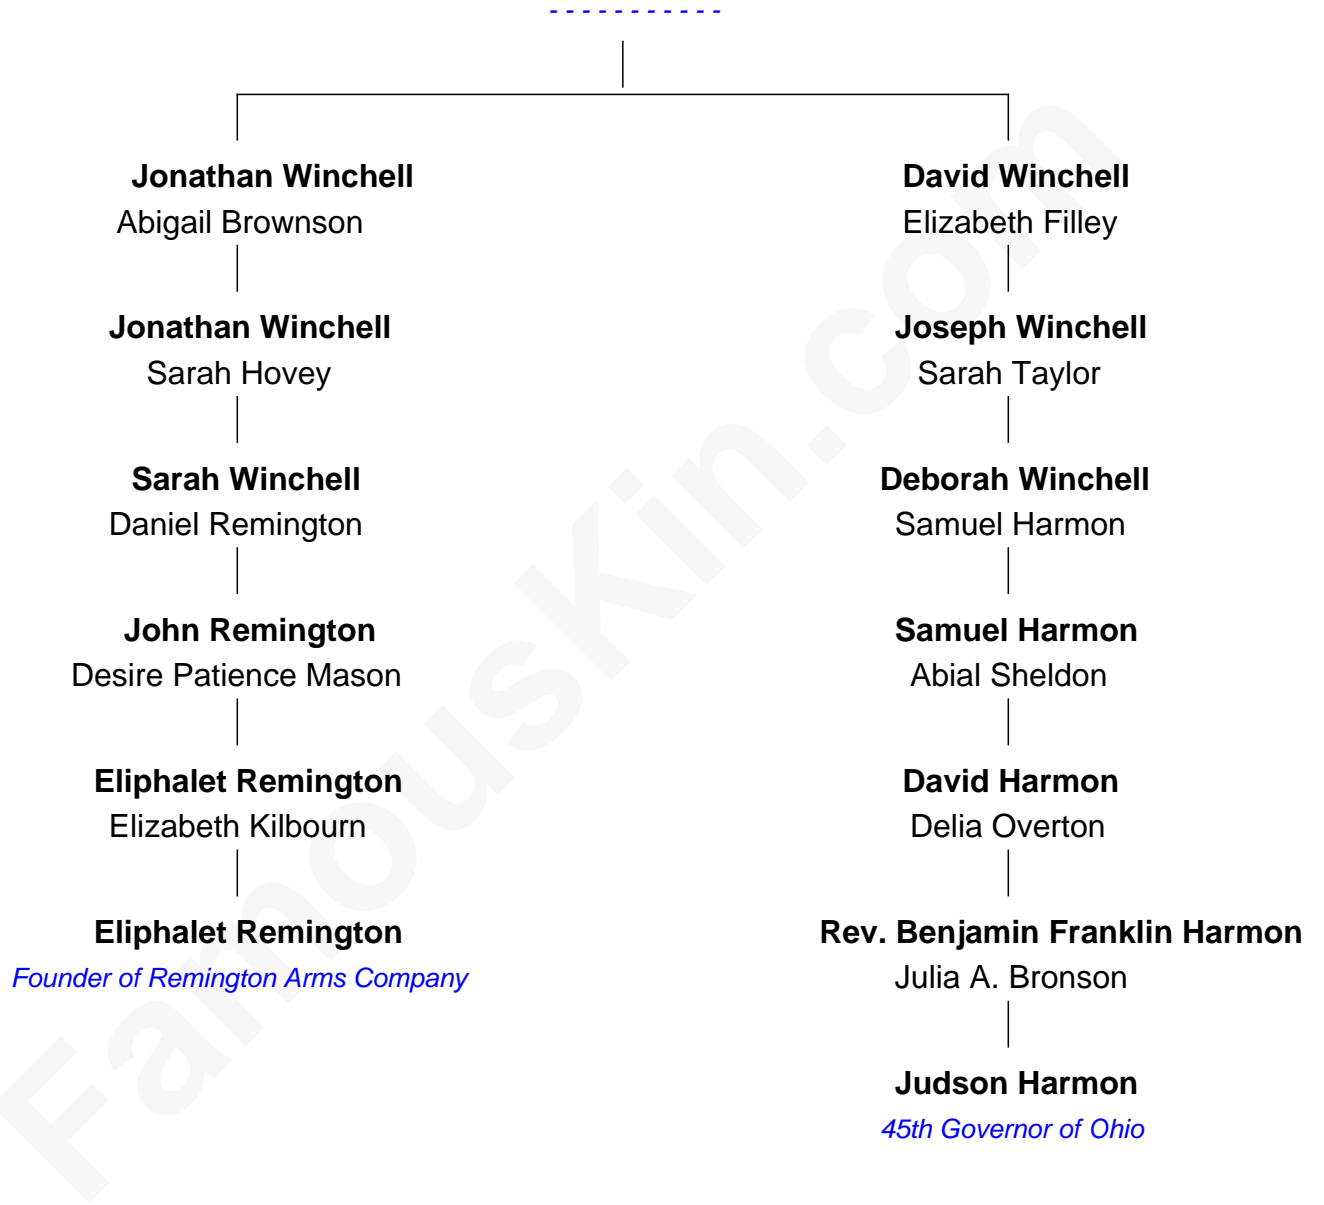 - - - - - - - - - - -
Jonathan Winchell
Abigail Brownson
Jonathan Winchell
Sarah Hovey
Sarah Winchell
Daniel Remington
John Remington
Desire Patience Mason
Eliphalet Remington
Elizabeth Kilbourn
Eliphalet Remington
Founder of Remington Arms Company
David Winchell
Elizabeth Filley
Joseph Winchell
Sarah Taylor
Deborah Winchell
Samuel Harmon
Samuel Harmon
Abial Sheldon
David Harmon
Delia Overton
Rev. Benjamin Franklin Harmon
Julia A. Bronson
Judson Harmon
45th Governor of Ohio
FamousKin.com